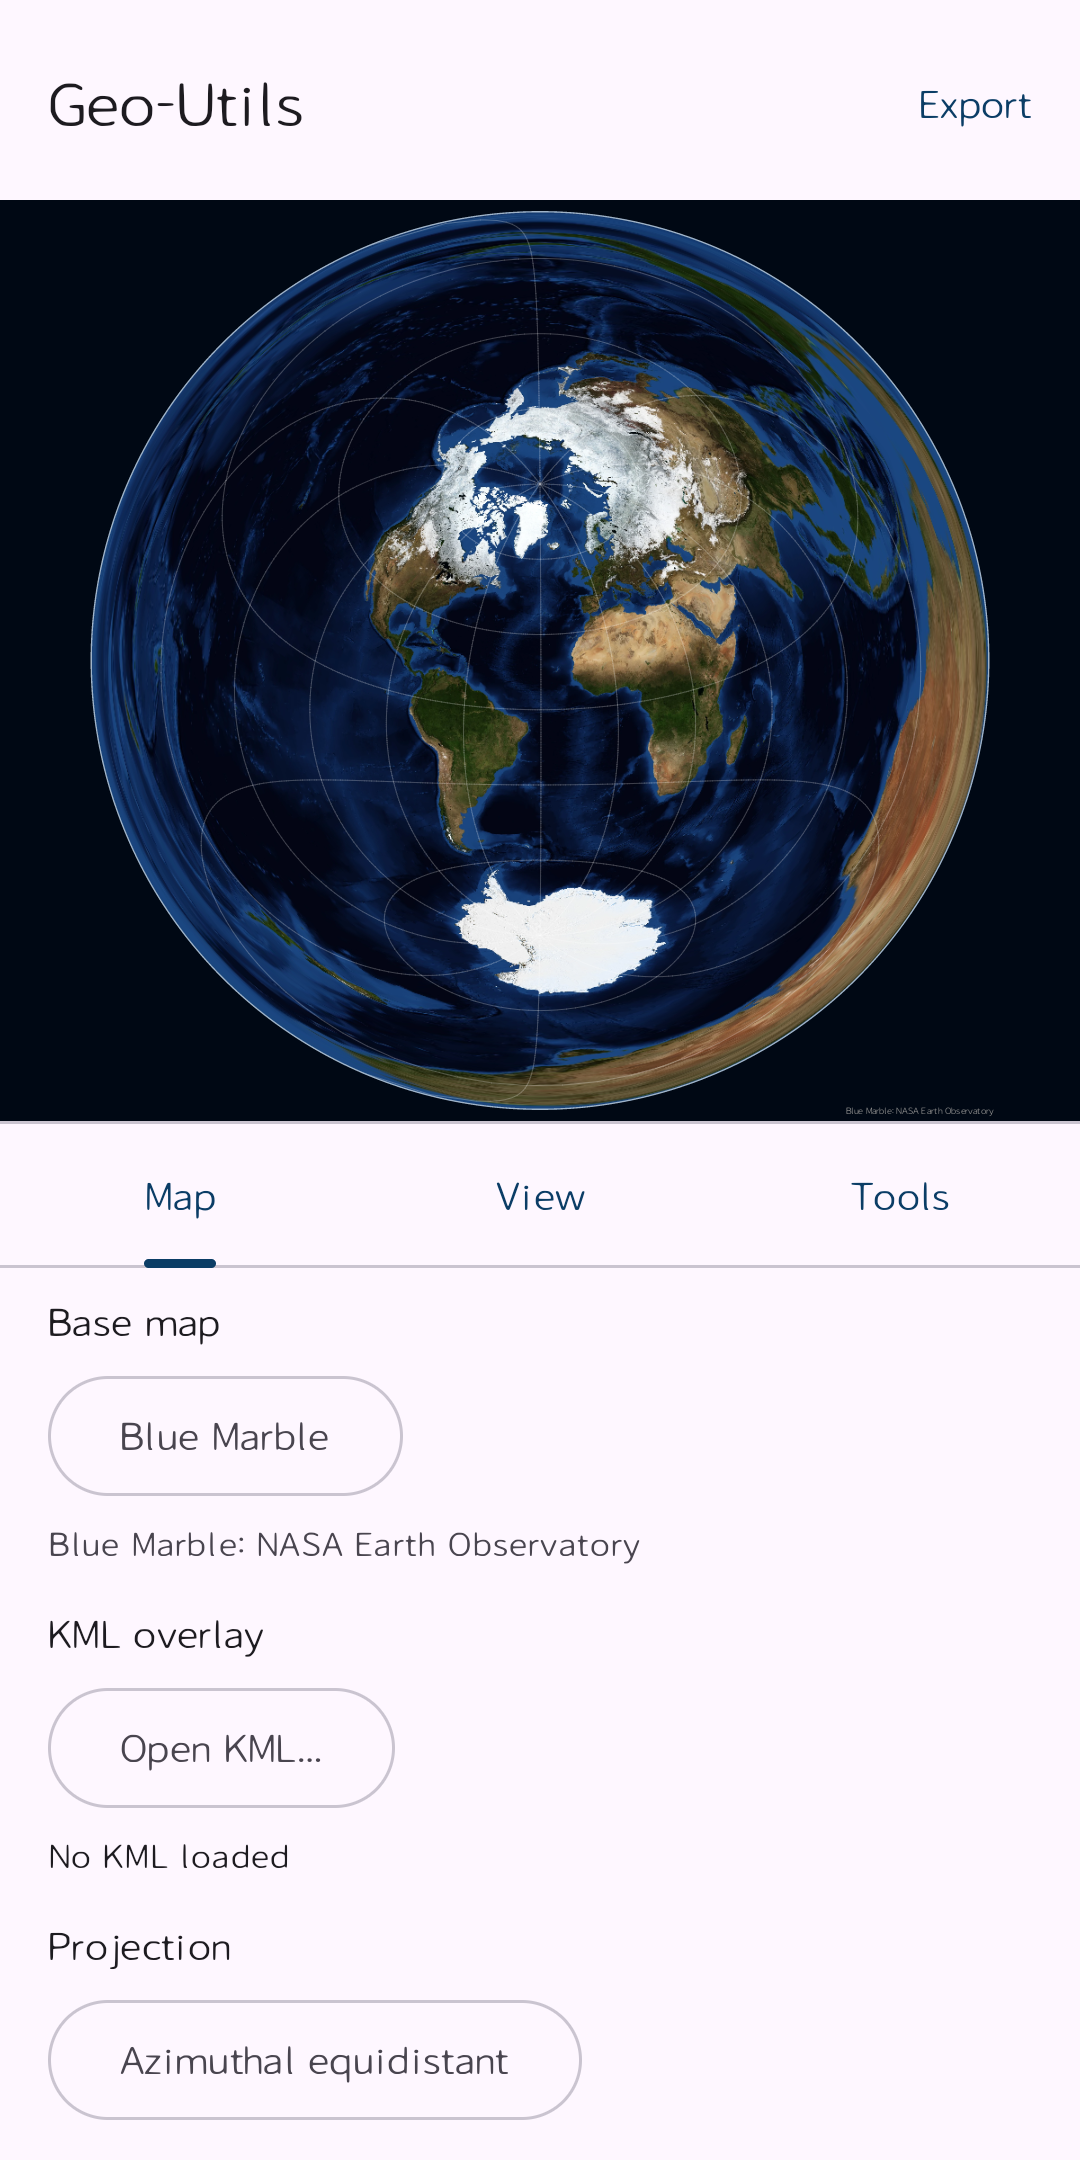 Geo-Utils
Export
Blue Marble: NASA Earth Observatory
Map
View
Tools
Base map
Blue Marble
Blue Marble: NASA Earth Observatory
KML overlay
Open KML...
No KML loaded
Projection
Azimuthal equidistant